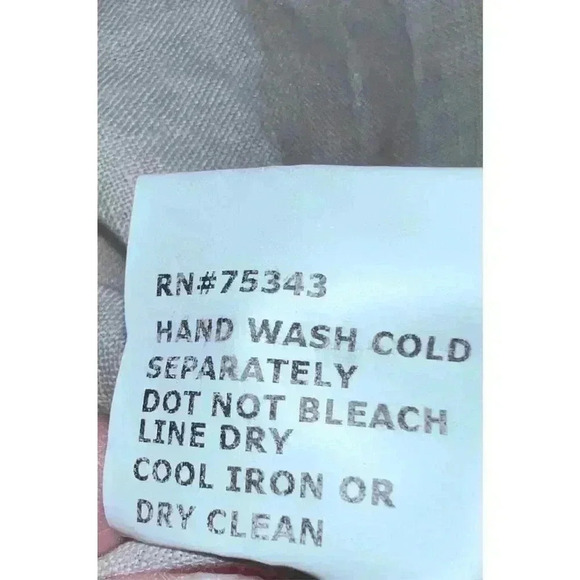 RN#75343
HAND WASH COLD
SEPARATELY
DOT NOT BLEACH
LINE DRY
COOL IRON OR
DRY CLEAN